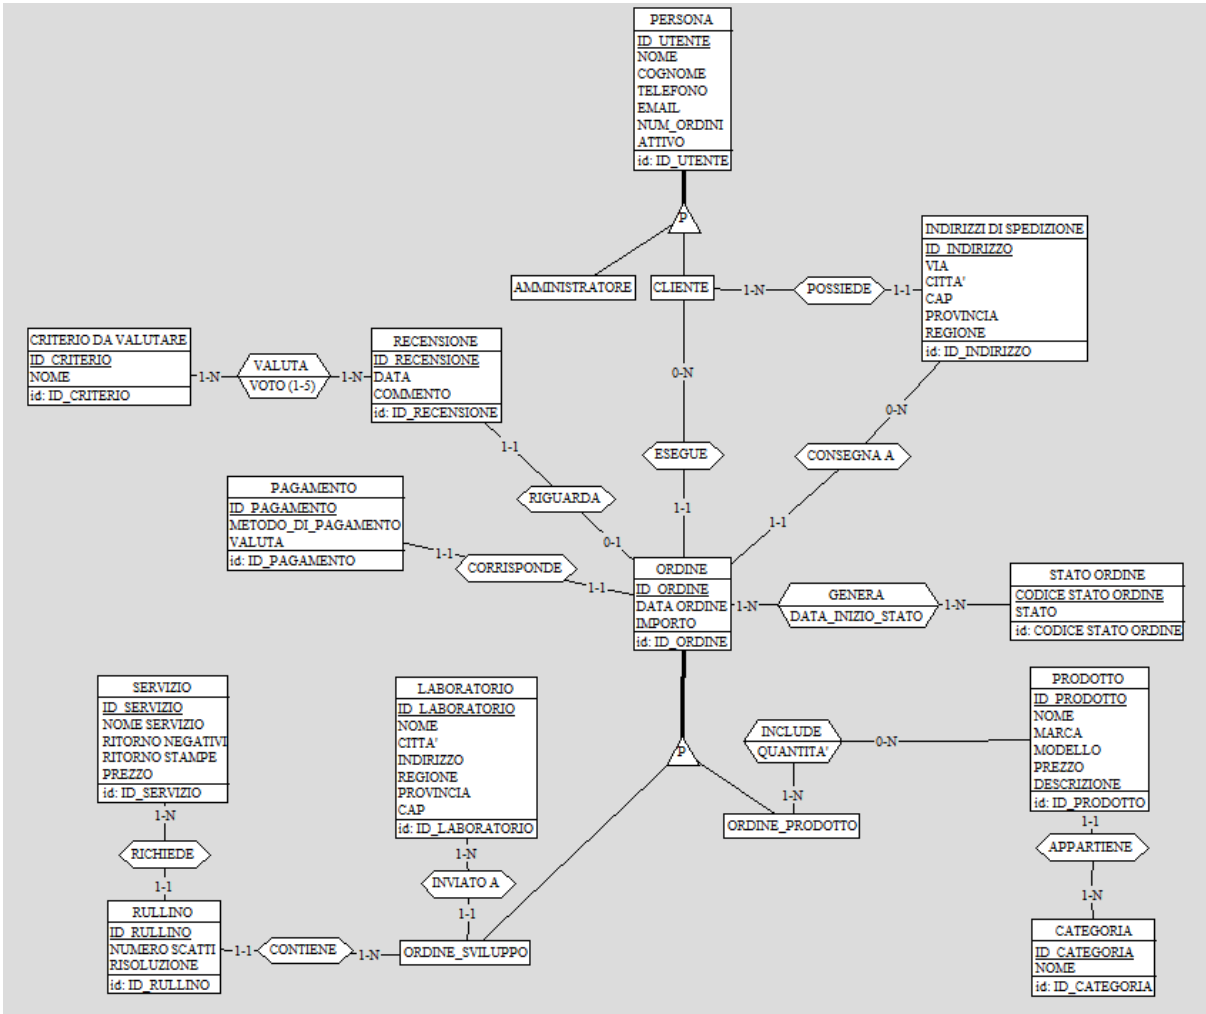 PERSONA
ID_UTENTE
NOME
COGNOME
TELEFONO
EMAIL
NUM_ORDINI
ATTIVO
id: ID_UTENTE
P
AMMINISTRATORE
CLIENTE
1-N
POSSIEDE
1-1
INDIRIZZI DI SPEDIZIONE
ID_INDIRIZZO
VIA
CITTA'
CAP
PROVINCIA
REGIONE
id: ID_INDIRIZZO
CRITERIO DA VALUTARE
ID_CRITERIO
NOME
id: ID_CRITERIO
1-N
VALUTA
VOTO (1-5)
1-N
RECENSIONE
ID_RECENSIONE
DATA
COMMENTO
id: ID_RECENSIONE
0-N
0-N
1-1
ESEGUE
CONSEGNA A
RIGUARDA
1-1
1-1
0-1
PAGAMENTO
ID_PAGAMENTO
METODO_DI_PAGAMENTO
VALUTA
id: ID_PAGAMENTO
1-1
CORRISPONDE
1-1
ORDINE
ID_ORDINE
DATA ORDINE
IMPORTO
id: ID_ORDINE
1-N
GENERA
DATA_INIZIO_STATO
1-N
STATO ORDINE
CODICE STATO ORDINE
STATO
id: CODICE STATO ORDINE
SERVIZIO
ID_SERVIZIO
NOME SERVIZIO
RITORNO NEGATIVI
RITORNO STAMPE
PREZZO
id: ID_SERVIZIO
LABORATORIO
ID_LABORATORIO
NOME
CITTA'
INDIRIZZO
REGIONE
PROVINCIA
CAP
id: ID_LABORATORIO
P
INCLUDE
QUANTITA'
0-N
PRODOTTO
ID_PRODOTTO
NOME
MARCA
MODELLO
PREZZO
DESCRIZIONE
id: ID_PRODOTTO
1-N
ORDINE_PRODOTTO
1-N
RICHIEDE
1-1
1-N
INVIATO A
1-1
1-1
APPARTIENE
1-N
RULLINO
ID_RULLINO
NUMERO SCATTI
RISOLUZIONE
id: ID_RULLINO
1-1
CONTIENE
1-N
ORDINE_SVILUPPO
CATEGORIA
ID_CATEGORIA
NOME
id: ID_CATEGORIA